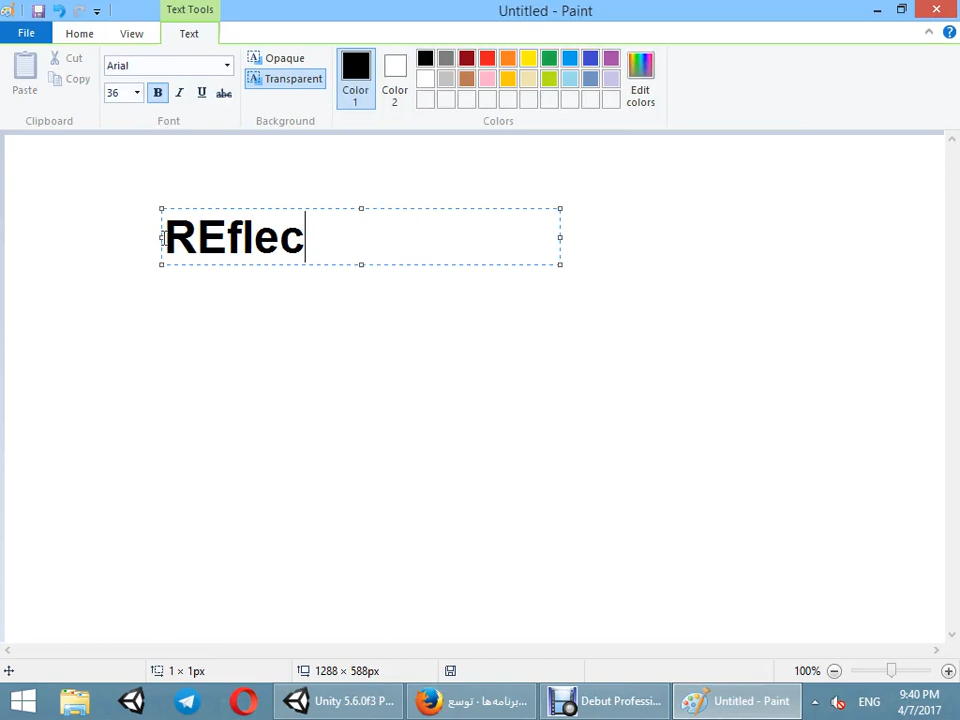 Text Tools
Untitled - Paint
File
Home
View
Text
Paste
Cut
Copy
Clipboard
Arial
36
B
I
U
abc
Font
A
Opaque
A
Transparent
Background
Color
1
Color
2
Edit
colors
Colors
REflec
1 × 1px
1288 × 588px
100%
Unity 5.6.0f3 P...
برنامه‌ها · توسع...
Debut Professi...
Untitled - Paint
ENG
9:40 PM
4/7/2017